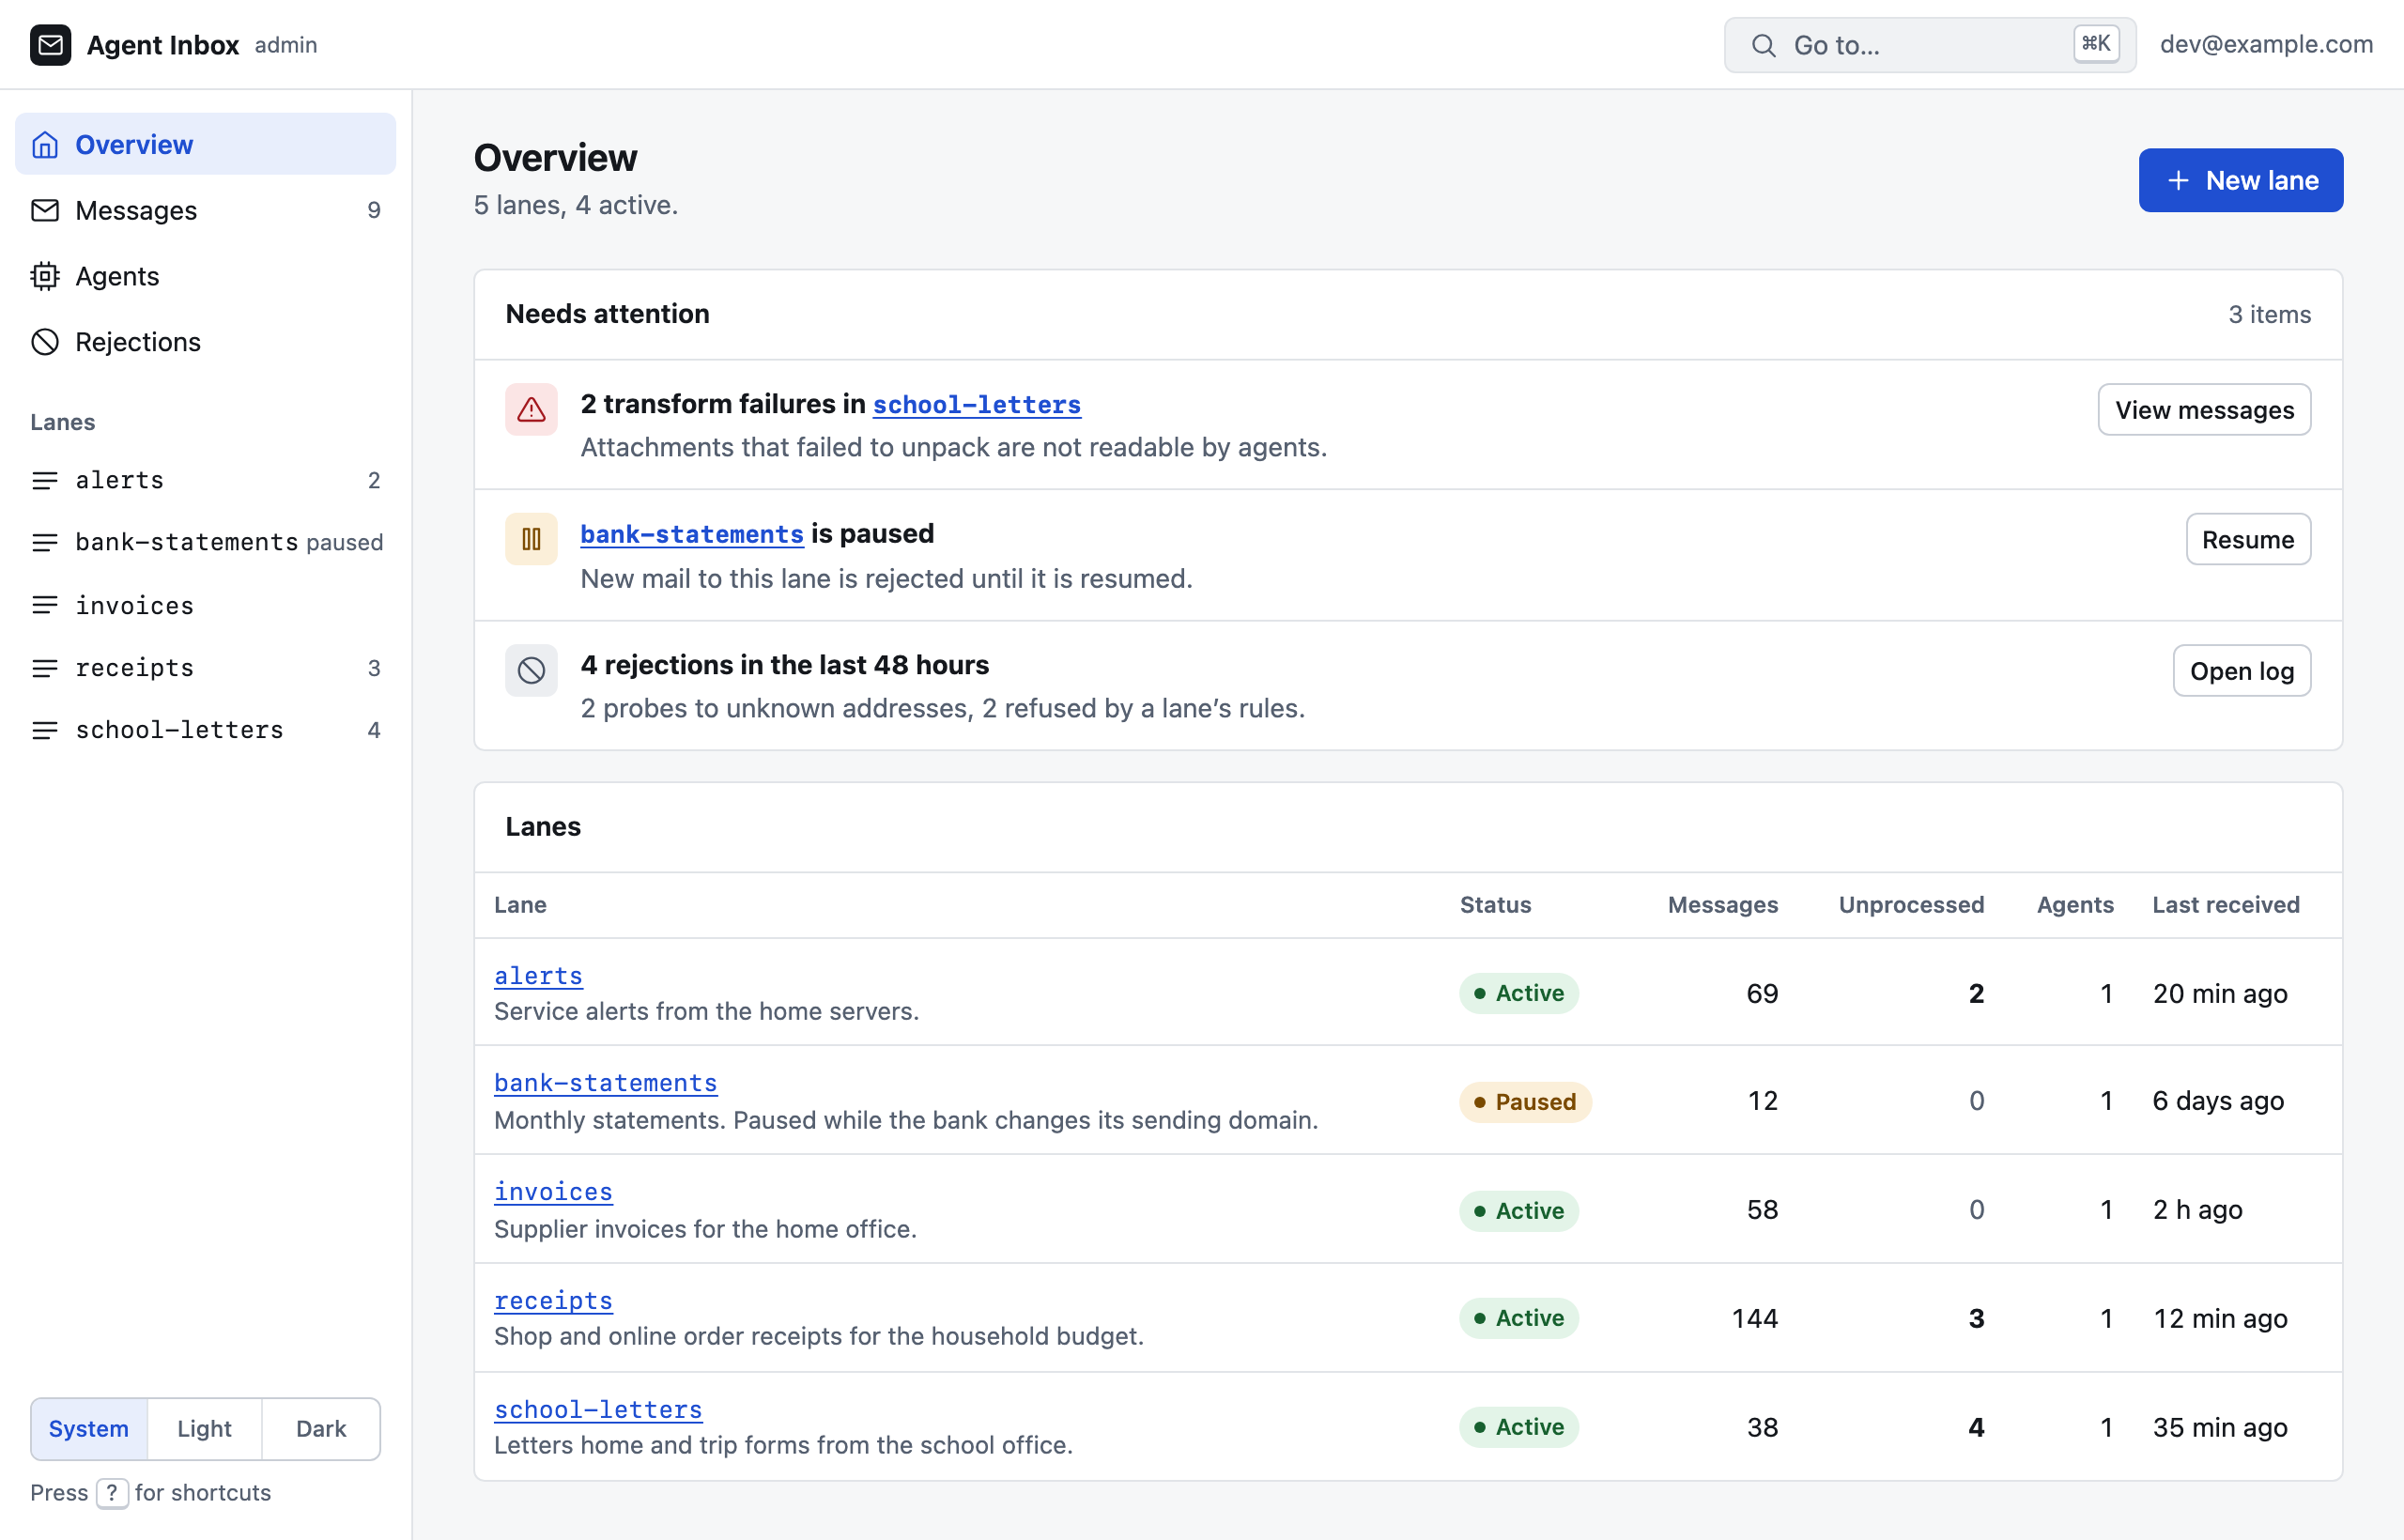 Agent Inbox admin
Go to... ⌘K
dev@example.com
Overview
Messages 9
Agents
Rejections
Lanes
alerts 2
bank-statements paused
invoices
receipts 3
school-letters 4
System Light Dark
Press ? for shortcuts
Overview
5 lanes, 4 active.
New lane
Needs attention 3 items
2 transform failures in school-letters
Attachments that failed to unpack are not readable by agents.
View messages
bank-statements is paused
New mail to this lane is rejected until it is resumed.
Resume
4 rejections in the last 48 hours
2 probes to unknown addresses, 2 refused by a lane’s rules.
Open log
Lanes
Lane Status Messages Unprocessed Agents Last received
alerts
Service alerts from the home servers.
Active 69 2 1 20 min ago
bank-statements
Monthly statements. Paused while the bank changes its sending domain.
Paused 12 0 1 6 days ago
invoices
Supplier invoices for the home office.
Active 58 0 1 2 h ago
receipts
Shop and online order receipts for the household budget.
Active 144 3 1 12 min ago
school-letters
Letters home and trip forms from the school office.
Active 38 4 1 35 min ago